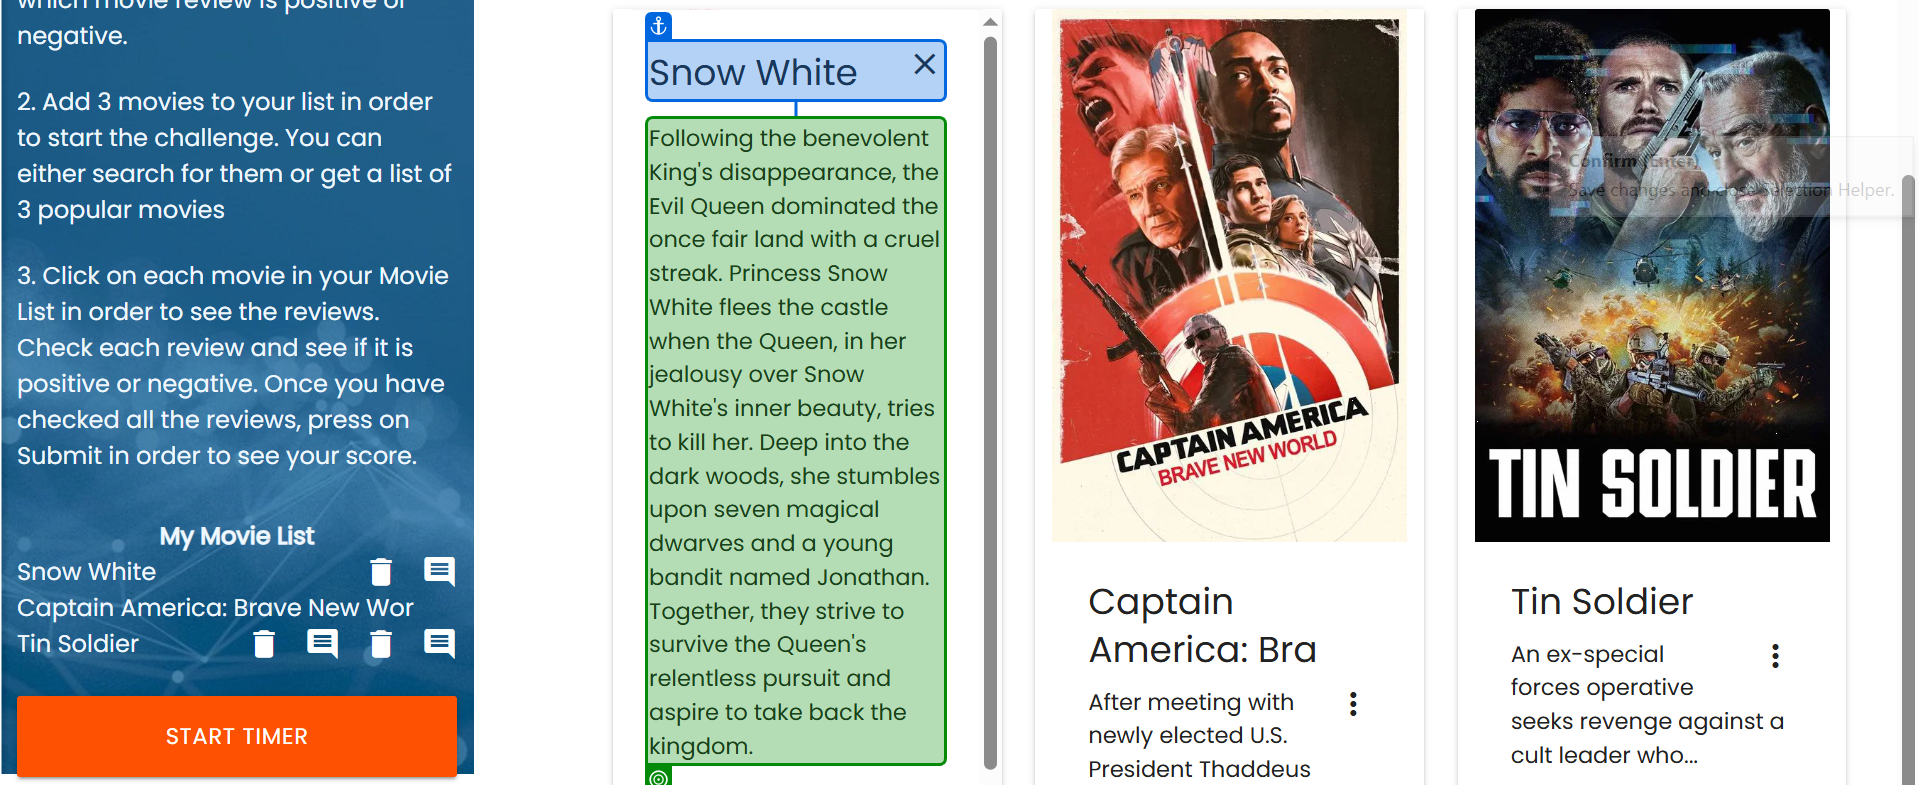 which movie review is positive or
negative.
2. Add 3 movies to your list in order
to start the challenge. You can
either search for them or get a list of
3 popular movies
3. Click on each movie in your Movie
List in order to see the reviews.
Check each review and see if it is
positive or negative. Once you have
checked all the reviews, press on
Submit in order to see your score.
My Movie List
Snow White
Captain America: Brave New Wor
Tin Soldier
START TIMER
Snow White
Following the benevolent
King's disappearance, the
Evil Queen dominated the
once fair land with a cruel
streak. Princess Snow
White flees the castle
when the Queen, in her
jealousy over Snow
White's inner beauty, tries
to kill her. Deep into the
dark woods, she stumbles
upon seven magical
dwarves and a young
bandit named Jonathan.
Together, they strive to
survive the Queen's
relentless pursuit and
aspire to take back the
kingdom.
CAPTAIN AMERICA
BRAVE NEW WORLD
Captain
America: Bra
After meeting with
newly elected U.S.
President Thaddeus
Confirm (Enter)
Save changes and close Selection Helper.
TIN SOLDIER
Tin Soldier
An ex-special
forces operative
seeks revenge against a
cult leader who...